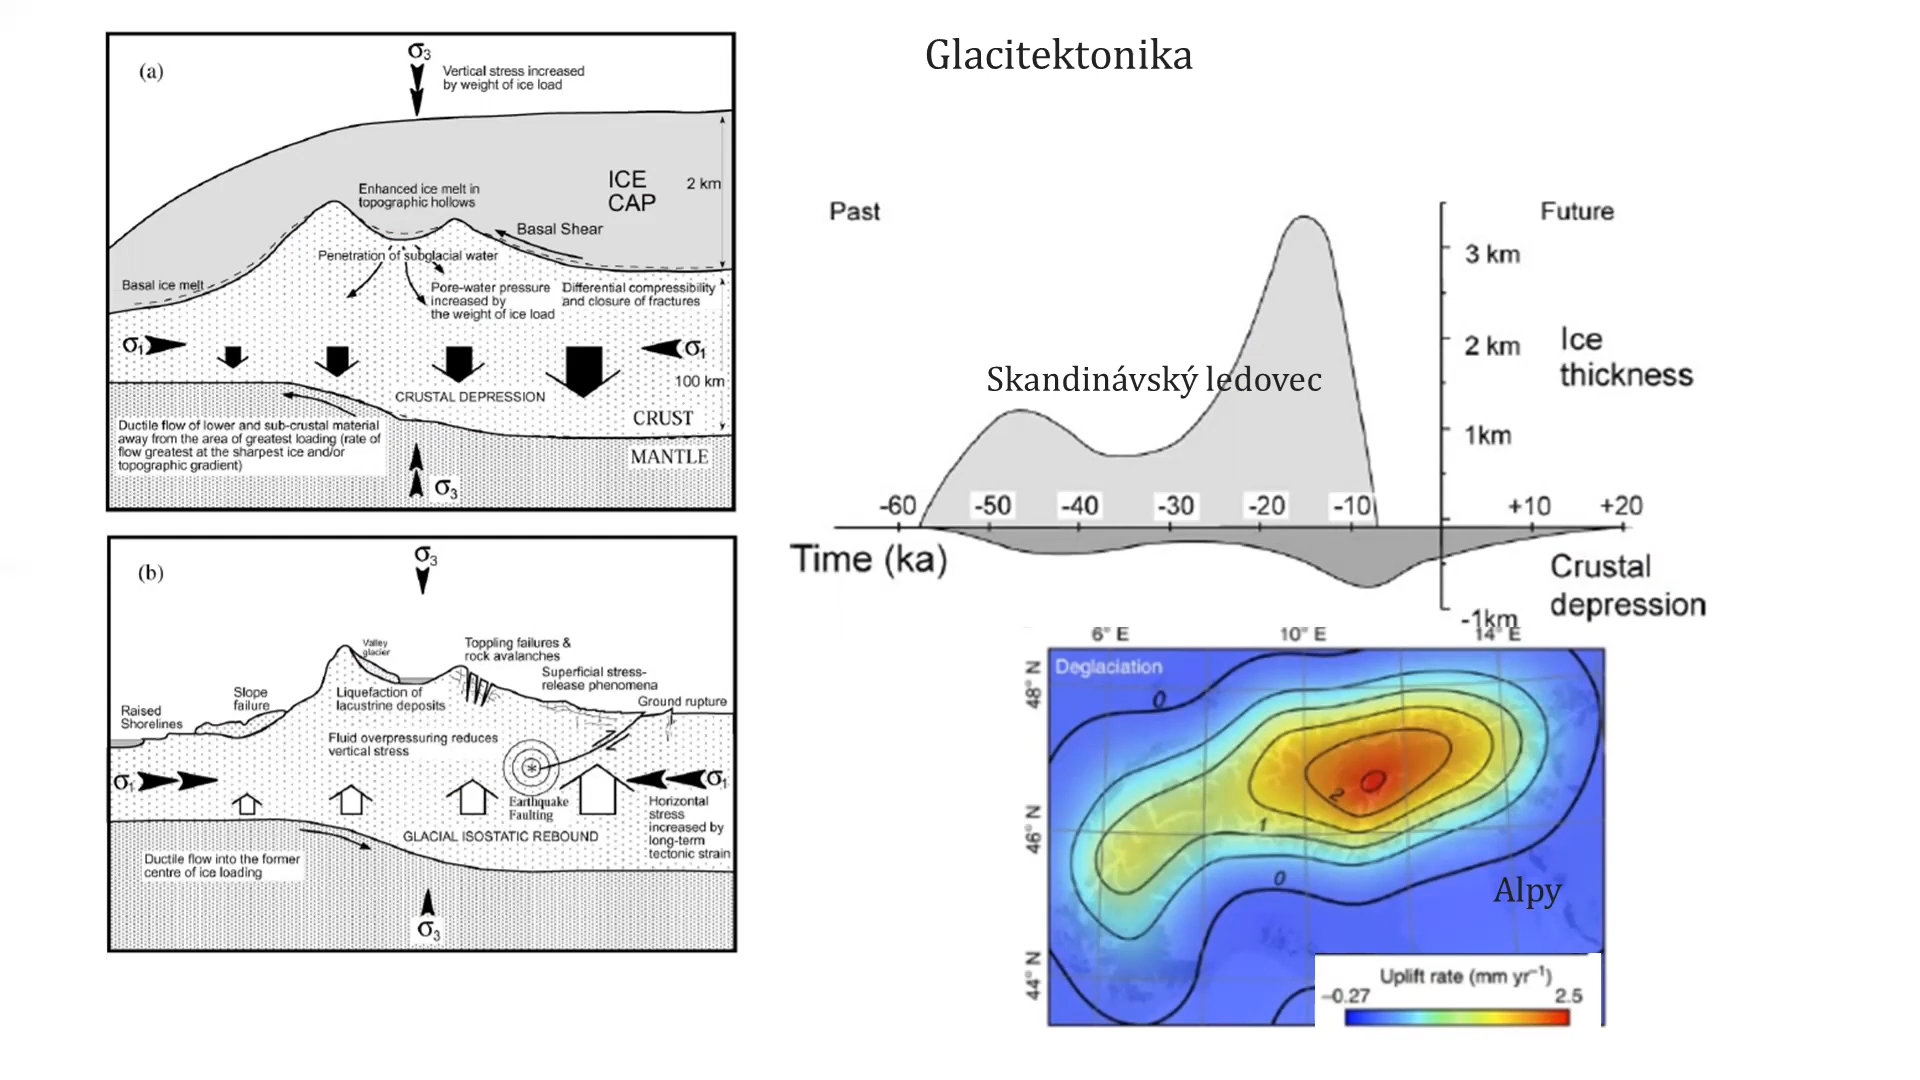 Glacitektonika
(a)
σ3
Vertical stress increased
by weight of ice load
ICE
CAP
2 km
Enhanced ice melt in
topographic hollows
Basal Shear
Penetration of subglacial water
Basal ice melt
Pore-water pressure
increased by
the weight of ice load
Differential compressibility
and closure of fractures
σ1
σ1
100 km
CRUSTAL DEPRESSION
CRUST
Ductile flow of lower and sub-crustal material
away from the area of greatest loading (rate of
flow greatest at the sharpest ice and/or
topographic gradient)
MANTLE
σ3
(b)
σ3
Valley
glacier
Toppling failures &
rock avalanches
Superficial stress-
release phenomena
Slope
failure
Liquefaction of
lacustrine deposits
Ground rupture
Raised
Shorelines
Fluid overpressuring reduces
vertical stress
σ1
σ1
Earthquake
Faulting
Horizontal
stress
increased by
long-term
tectonic strain
GLACIAL ISOSTATIC REBOUND
Ductile flow into the former
centre of ice loading
σ3
Past
Future
3 km
2 km
Ice
thickness
Skandinávský ledovec
1km
-60 -50 -40 -30 -20 -10 +10 +20
Time (ka)
Crustal
depression
-1km
6° E 10° E 14° E
48° N
46° N
44° N
Deglaciation
0
2
1
0
Alpy
Uplift rate (mm yr⁻¹)
−0.27 2.5